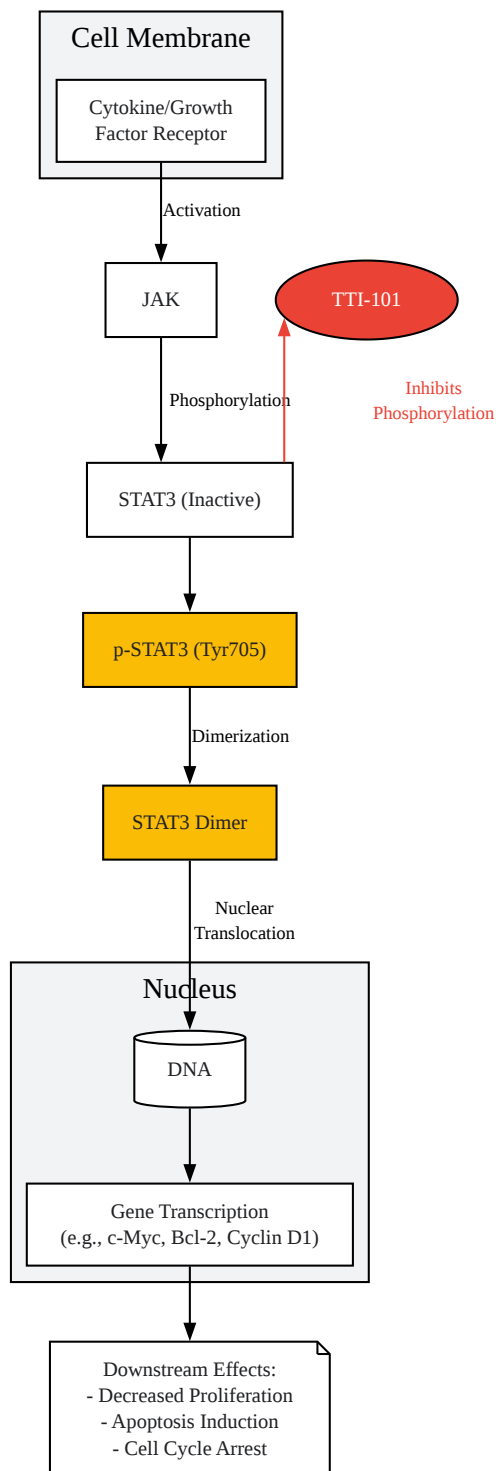 Cell Membrane
Cytokine/Growth
Factor Receptor
Activation
JAK
TTI-101
Phosphorylation
Inhibits
Phosphorylation
STAT3 (Inactive)
p-STAT3 (Tyr705)
Dimerization
STAT3 Dimer
Nuclear
Translocation
Nucleus
DNA
Gene Transcription
(e.g., c-Myc, Bcl-2, Cyclin D1)
Downstream Effects:
- Decreased Proliferation
- Apoptosis Induction
- Cell Cycle Arrest